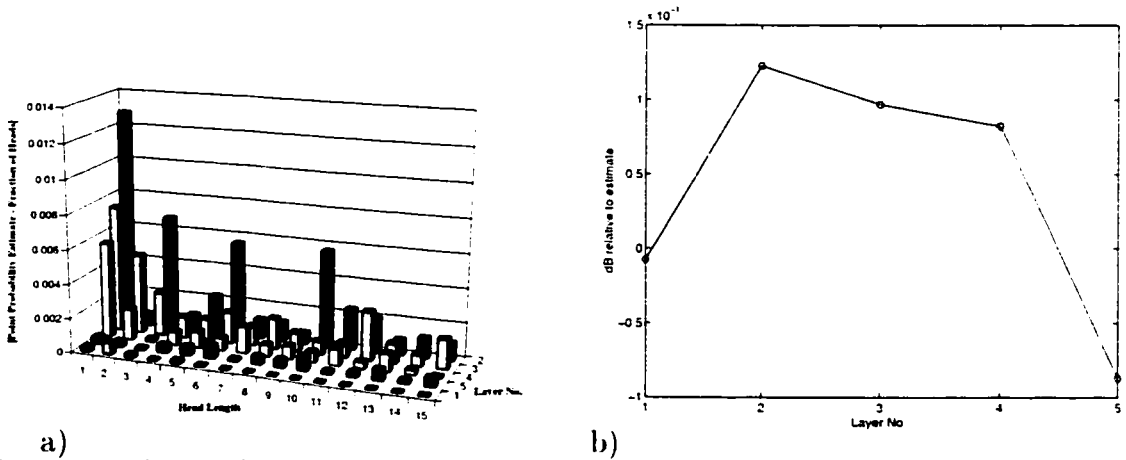 0.014
0.012
0.01
0.008
0.006
0.004
0.002
0
1 2 3 4 5 6 7 8 9 10 11 12 13 14 15
Head Length
2
3
4
5
1
Layer No.
[Point Probability Estimate - Fraction of Heads]
a)
1 5 x 10⁻¹
1
0 5
0
-0.5
-1
1 2 3 4 5
dB relative to estimate
Layer No
b)